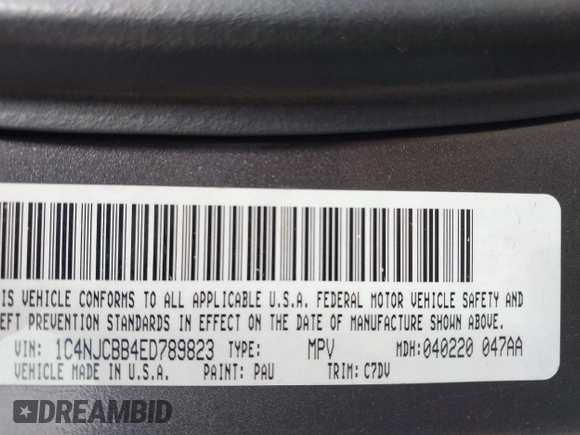 IS VEHICLE CONFORMS TO ALL APPLICABLE U.S.A. FEDERAL MOTOR VEHICLE SAFETY AND
EFT PREVENTION STANDARDS IN EFFECT ON THE DATE OF MANUFACTURE SHOWN ABOVE.
VIN: 1C4NJCBB4ED789823 TYPE: MPV MDH:040220 047AA
VEHICLE MADE IN U.S.A. PAINT: PAU TRIM: C7DV
DREAMBID